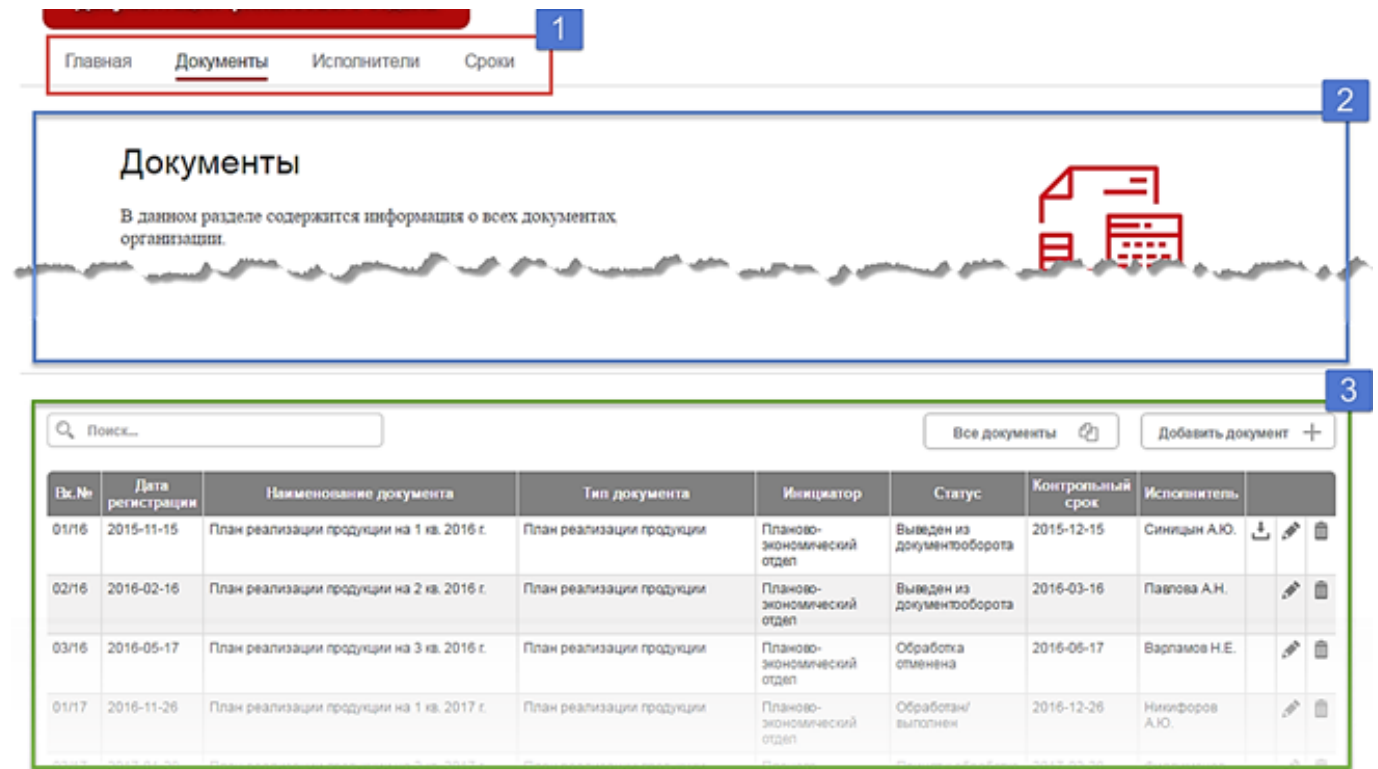 1
Главная Документы Исполнители Сроки
2
Документы
В данном разделе содержится информация о всех документах
организации.
3
Поиск... Все документы Добавить документ
Вх.№ Дата регистрации Наименование документа Тип документа Инициатор Статус Контрольный срок Исполнитель
01/16 2015-11-15 План реализации продукции на 1 кв. 2016 г. План реализации продукции Планово- Выведен из 2015-12-15 Синицын А.Ю.
экономический документооборота
отдел
02/16 2016-02-16 План реализации продукции на 2 кв. 2016 г. План реализации продукции Планово- Выведен из 2016-03-16 Павлова А.Н.
экономический документооборота
отдел
03/16 2016-05-17 План реализации продукции на 3 кв. 2016 г. План реализации продукции Планово- Обработка 2016-06-17 Варламов Н.Е.
экономический отменена
отдел
01/17 2016-11-26 План реализации продукции на 1 кв. 2017 г. План реализации продукции Планово- Обработан/ 2016-12-26 Никифоров
экономический выполнен А.Ю.
отдел